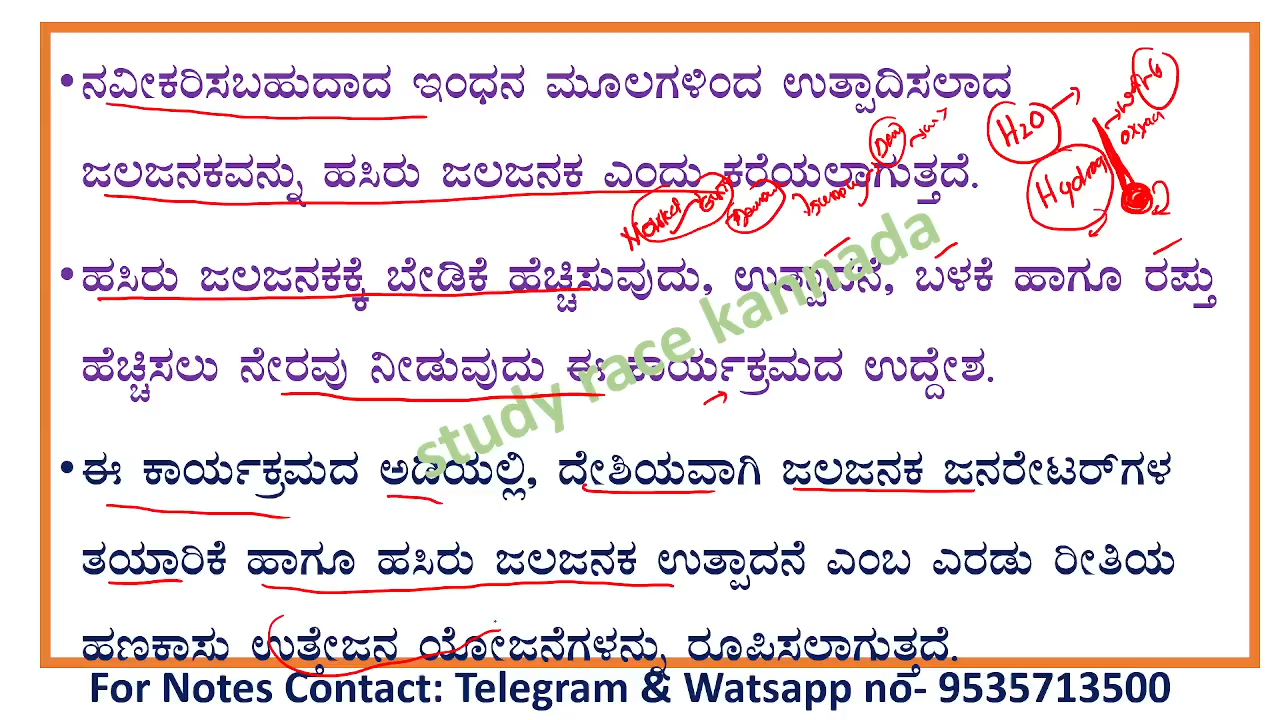 • ನವೀಕರಿಸಬಹುದಾದ ಇಂಧನ ಮೂಲಗಳಿಂದ ಉತ್ಪಾದಿಸಲಾದ
ಜಲಜನಕವನ್ನು ಹಸಿರು ಜಲಜನಕ ಎಂದು ಕರೆಯಲಾಗುತ್ತದೆ.
H2O
• ಹಸಿರು ಜಲಜನಕಕ್ಕೆ ಬೇಡಿಕೆ ಹೆಚ್ಚಿಸುವುದು, ಉತ್ಪಾದನೆ, ಬಳಕೆ ಹಾಗೂ ರಫ್ತು
ಹೆಚ್ಚಿಸಲು ನೇರವು ನೀಡುವುದು ಈ ಕಾರ್ಯಕ್ರಮದ ಉದ್ದೇಶ.
study race kannada
• ಈ ಕಾರ್ಯಕ್ರಮದ ಅಡಿಯಲ್ಲಿ, ದೇಶಿಯವಾಗಿ ಜಲಜನಕ ಜನರೇಟರ್‌ಗಳ
ತಯಾರಿಕೆ ಹಾಗೂ ಹಸಿರು ಜಲಜನಕ ಉತ್ಪಾದನೆ ಎಂಬ ಎರಡು ರೀತಿಯ
ಹಣಕಾಸು ಉತ್ತೇಜನ ಯೋಜನೆಗಳನ್ನು ರೂಪಿಸಲಾಗುತ್ತದೆ.
For Notes Contact: Telegram & Watsapp no- 9535713500